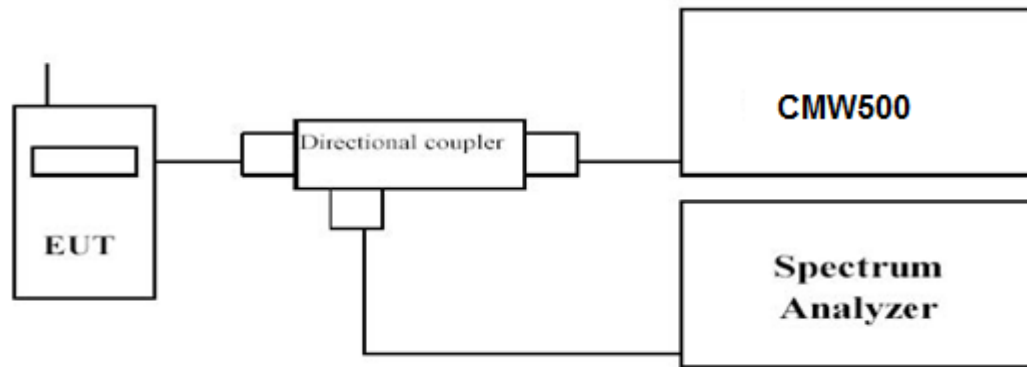 CMW500
Directional coupler
EUT
Spectrum
Analyzer